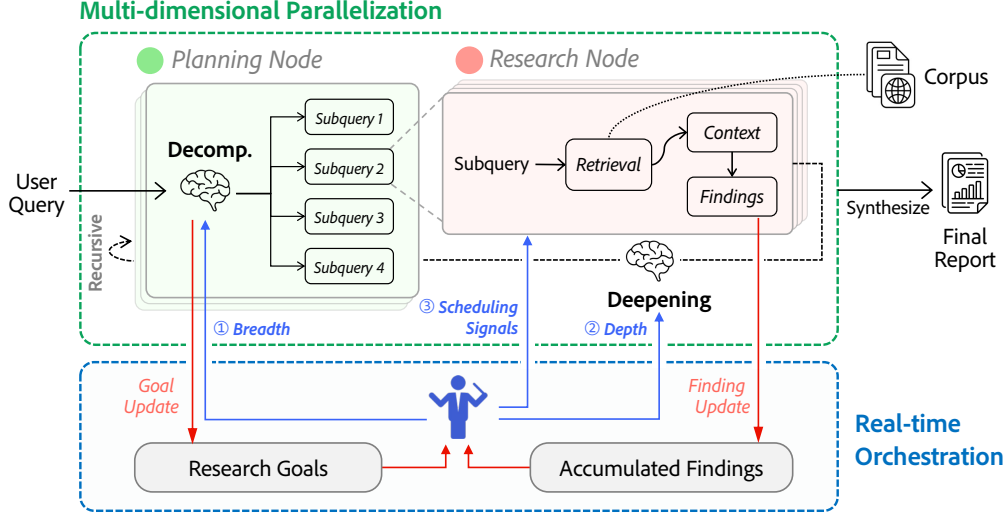 Multi-dimensional Parallelization
Planning Node
Research Node
Corpus
Decomp.
Subquery 1
Subquery 2
Subquery 3
Subquery 4
Subquery
Retrieval
Context
Findings
User
Query
Recursive
Synthesize
Final
Report
Deepening
① Breadth
③ Scheduling
Signals
② Depth
Goal
Update
Finding
Update
Real-time
Orchestration
Research Goals
Accumulated Findings